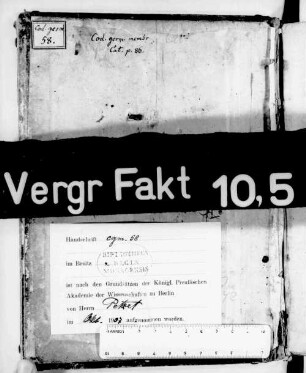 Cod. germ.
58.
Cod. germ. membr
Cat. p. 86.
Vergr Fakt 10,5
Handschrift cgm. 58
im Besitz
ist nach den Grundsätzen der Königl. Preußischen
Akademie der Wissenschaften zu Berlin
von Herrn
im 1907 aufgenommen worden.